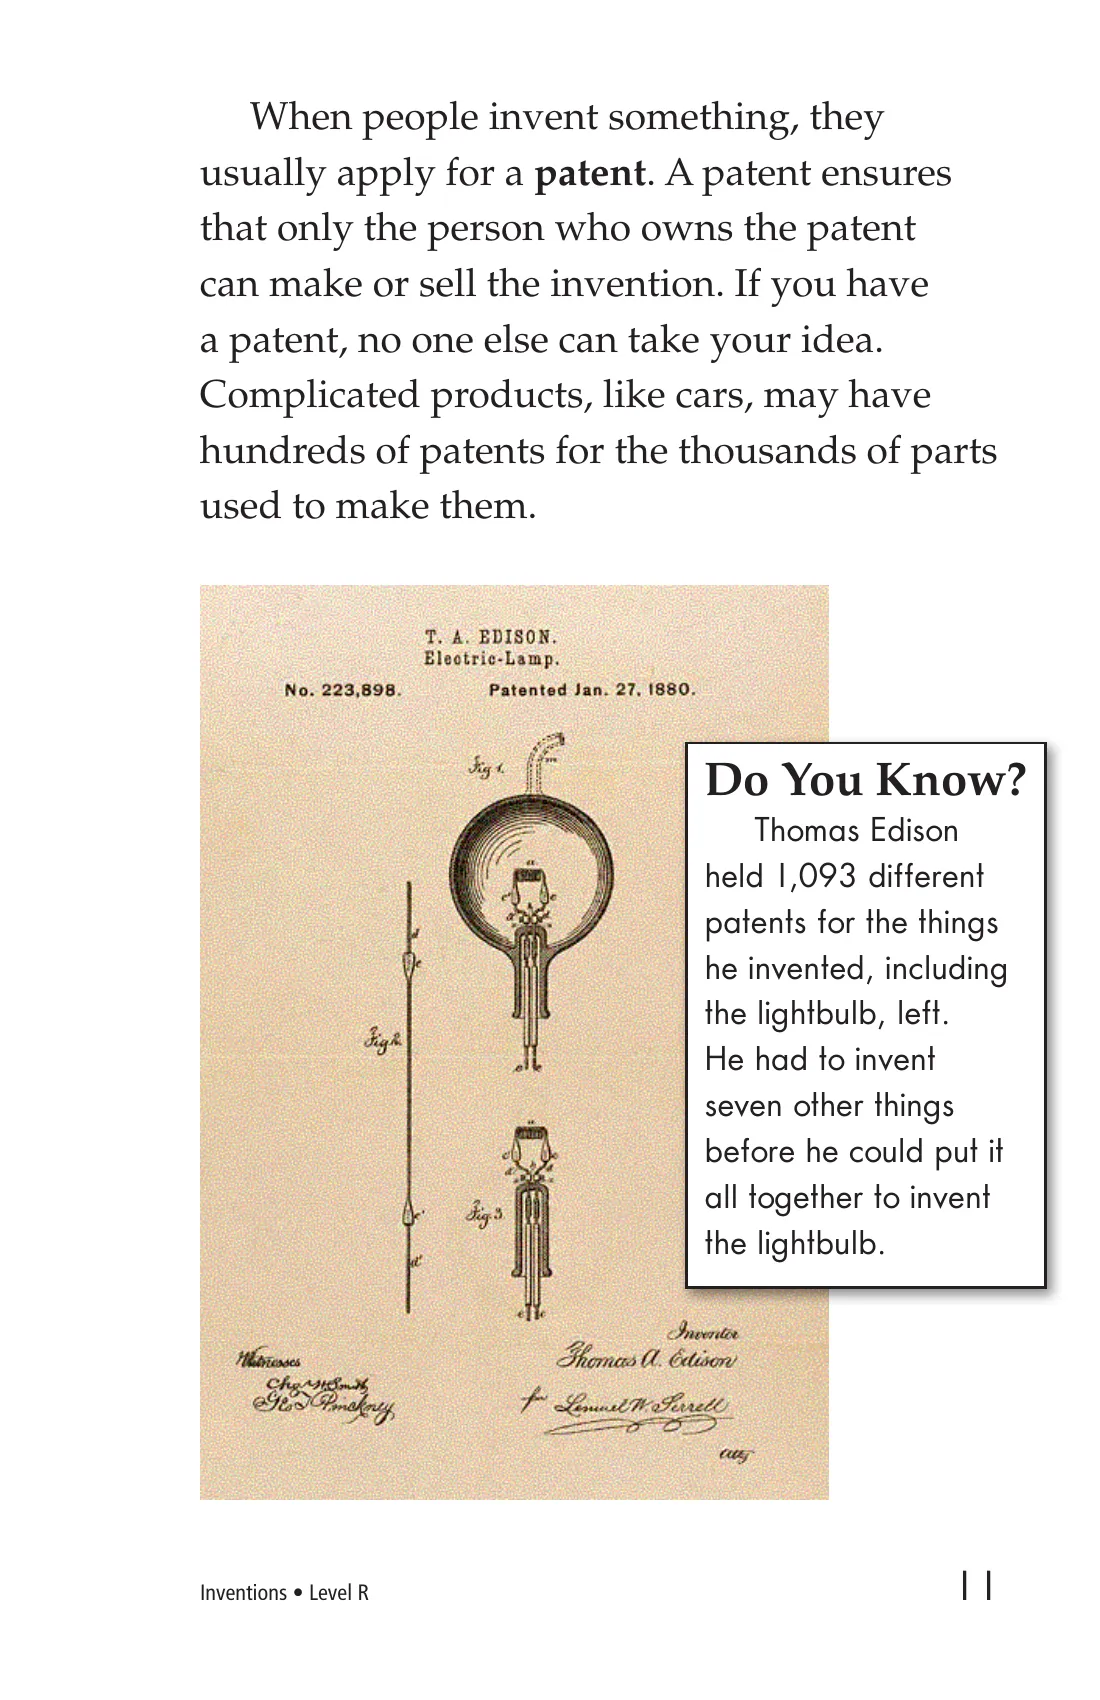 When people invent something, they
usually apply for a patent. A patent ensures
that only the person who owns the patent
can make or sell the invention. If you have
a patent, no one else can take your idea.
Complicated products, like cars, may have
hundreds of patents for the thousands of parts
used to make them.
T. A. EDISON.
Electric-Lamp.
No. 223,898.
Patented Jan. 27, 1880.
Fig 1.
Fig 2.
Fig 3.
Witnesses
Chas. W. Smith
Geo. T. Pinckney
Inventor
Thomas A. Edison
for Lemuel W. Serrell
atty
Do You Know?
Thomas Edison
held 1,093 different
patents for the things
he invented, including
the lightbulb, left.
He had to invent
seven other things
before he could put it
all together to invent
the lightbulb.
Inventions • Level R
11